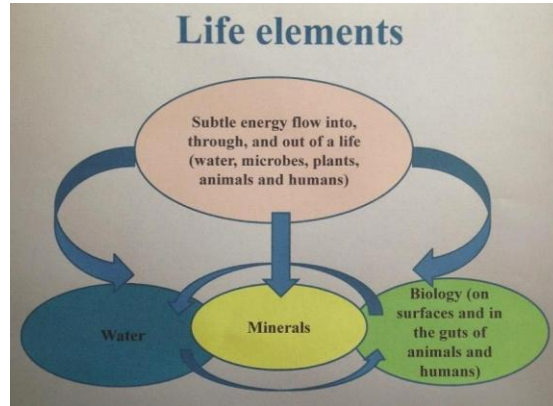 Life elements
Subtle energy flow into,
through, and out of a life
(water, microbes, plants,
animals and humans)
Water
Minerals
Biology (on
surfaces and in
the guts of
animals and
humans)